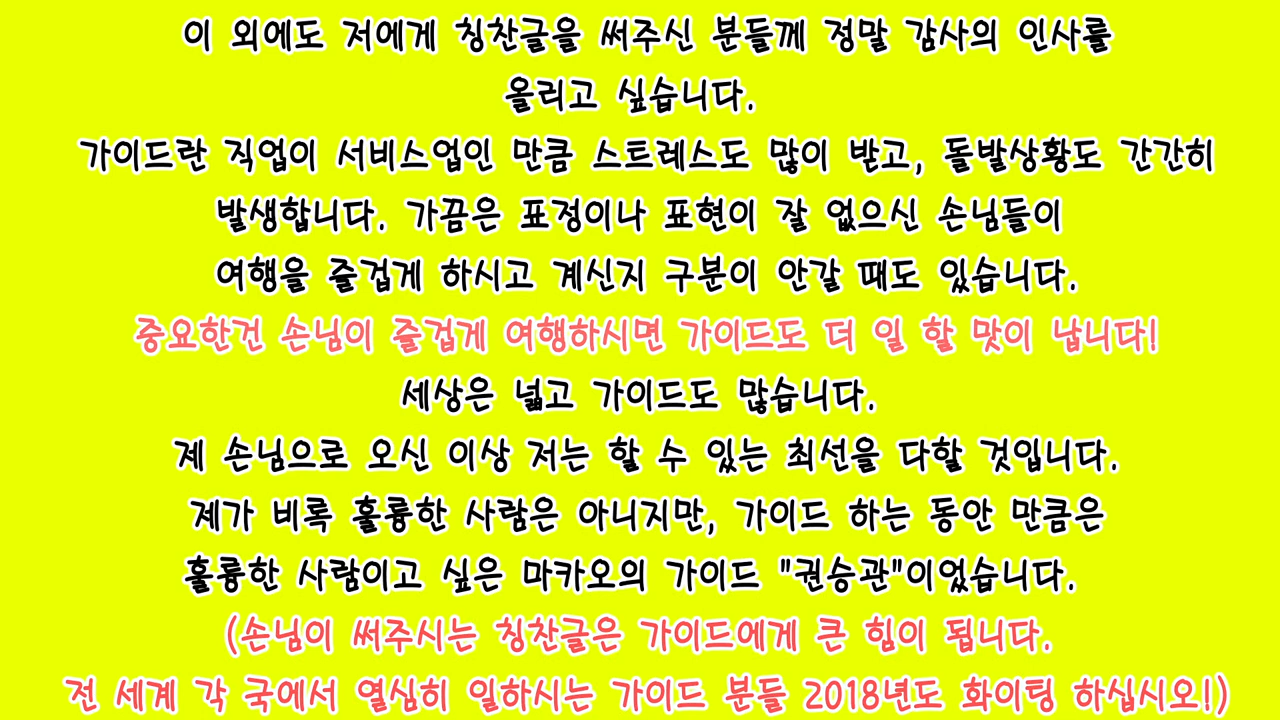 이 외에도 저에게 칭찬글을 써주신 분들께 정말 감사의 인사를
올리고 싶습니다.
가이드란 직업이 서비스업인 만큼 스트레스도 많이 받고, 돌발상황도 간간히
발생합니다. 가끔은 표정이나 표현이 잘 없으신 손님들이
여행을 즐겁게 하시고 계신지 구분이 안갈 때도 있습니다.
중요한건 손님이 즐겁게 여행하시면 가이드도 더 일 할 맛이 납니다!
세상은 넓고 가이드도 많습니다.
제 손님으로 오신 이상 저는 할 수 있는 최선을 다할 것입니다.
제가 비록 훌륭한 사람은 아니지만, 가이드 하는 동안 만큼은
훌륭한 사람이고 싶은 마카오의 가이드 "권승관"이었습니다.
(손님이 써주시는 칭찬글은 가이드에게 큰 힘이 됩니다.
전 세계 각 국에서 열심히 일하시는 가이드 분들 2018년도 화이팅 하십시오!)